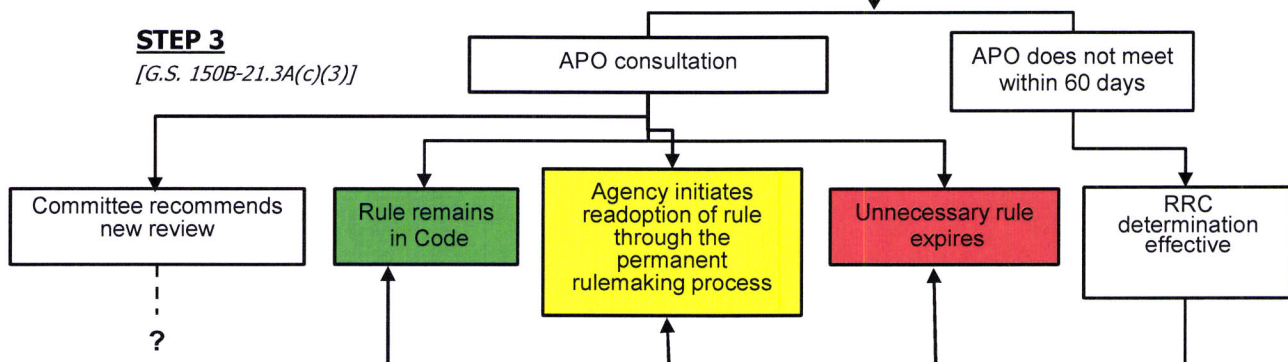 STEP 3
[G.S. 150B-21.3A(c)(3)]
APO consultation
APO does not meet
within 60 days
Committee recommends
new review
Rule remains
in Code
Agency initiates
readoption of rule
through the
permanent
rulemaking process
Unnecessary rule
expires
RRC
determination
effective
?